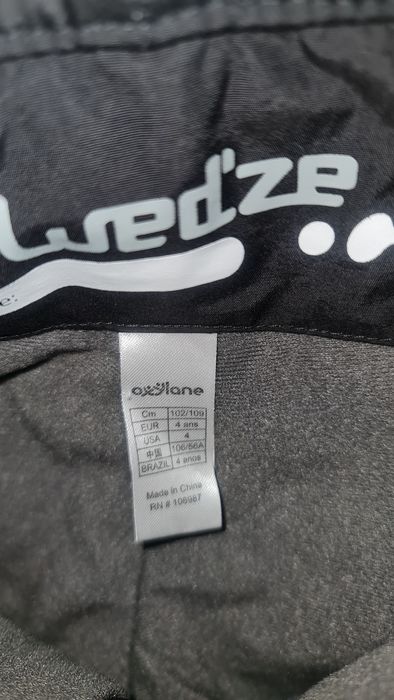 wed'ze
e:
oxylane
Cm 102/109
EUR 4 ans
USA 4
中国 106/56A
BRAZIL 4 anos
Made in China
RN # 108987